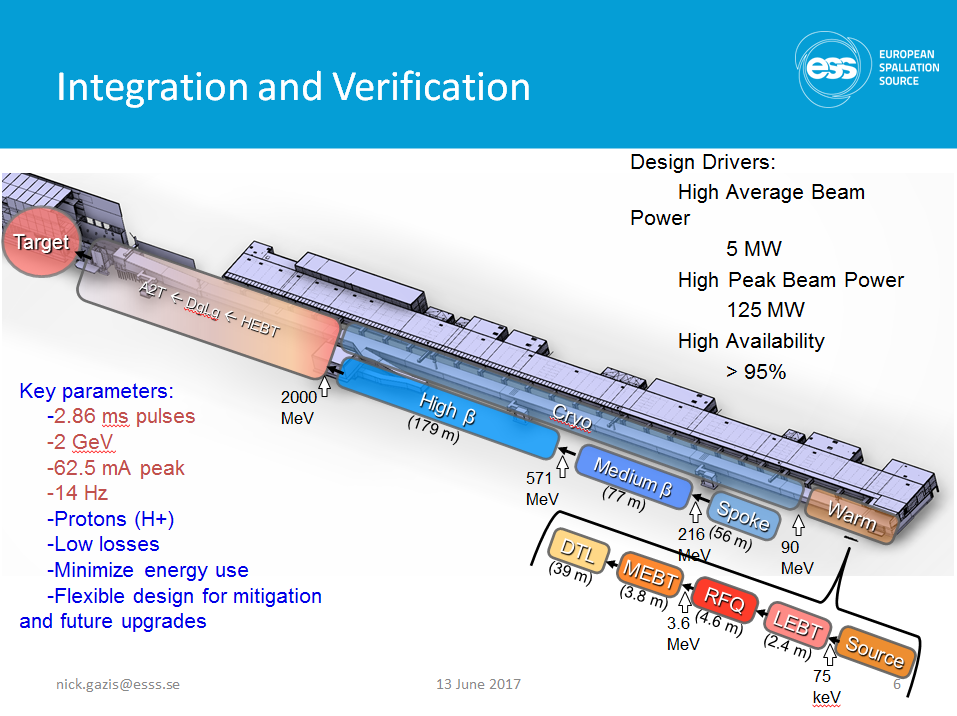 Integration and Verification
ess
EUROPEAN
SPALLATION
SOURCE
Design Drivers:
High Average Beam
Power
5 MW
High Peak Beam Power
125 MW
High Availability
> 95%
Target
A2T ← DgLg ← HEBT
Key parameters:
-2.86 ms pulses
-2 GeV
-62.5 mA peak
-14 Hz
-Protons (H+)
-Low losses
-Minimize energy use
-Flexible design for mitigation
and future upgrades
2000
MeV
High β
(179 m)
Cryo
571
MeV
Medium β
(77 m)
216
MeV
Spoke
(56 m)
90
MeV
Warm
DTL
(39 m)
MEBT
(3.8 m)
3.6
MeV
RFQ
(4.6 m)
LEBT
(2.4 m)
75
keV
Source
nick.gazis@esss.se
13 June 2017
6